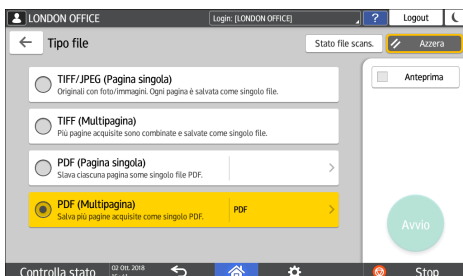 LONDON OFFICE
Login: [LONDON OFFICE]
?
Logout
Tipo file
Stato file scans.
Azzera
Anteprima
TIFF/JPEG (Pagina singola)
Originali con foto/immagini. Ogni pagina è salvata come singolo file.
TIFF (Multipagina)
Più pagine acquisite sono combinate e salvate come singolo file.
PDF (Pagina singola)
Slava ciascuna pagina some singolo file PDF.
PDF (Multipagina)
Salva più pagine acquisite come singolo PDF.
PDF
Avvio
Controlla stato
02 Ott. 2018
Stop